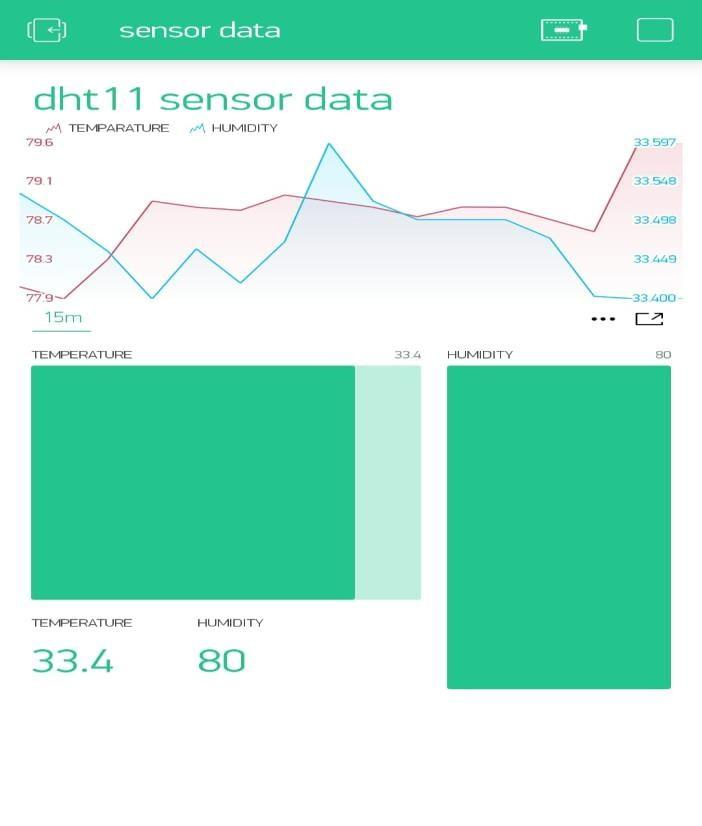 sensor data
dht11 sensor data
TEMPARATURE HUMIDITY
79.6 33.597
79.1 33.548
78.7 33.498
78.3 33.449
77.9 33.400
15m
TEMPERATURE 33.4 HUMIDITY 80
TEMPERATURE HUMIDITY
33.4 80